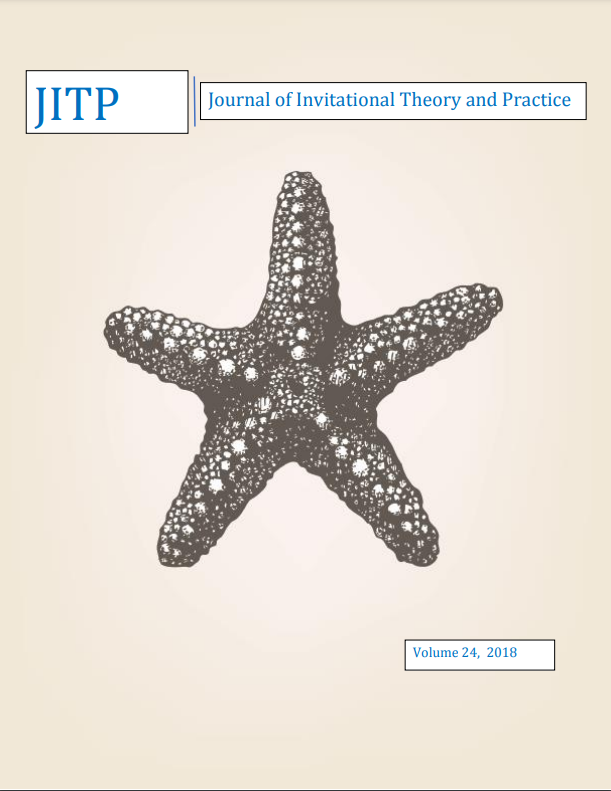 JITP
Journal of Invitational Theory and Practice
Volume 24,  2018